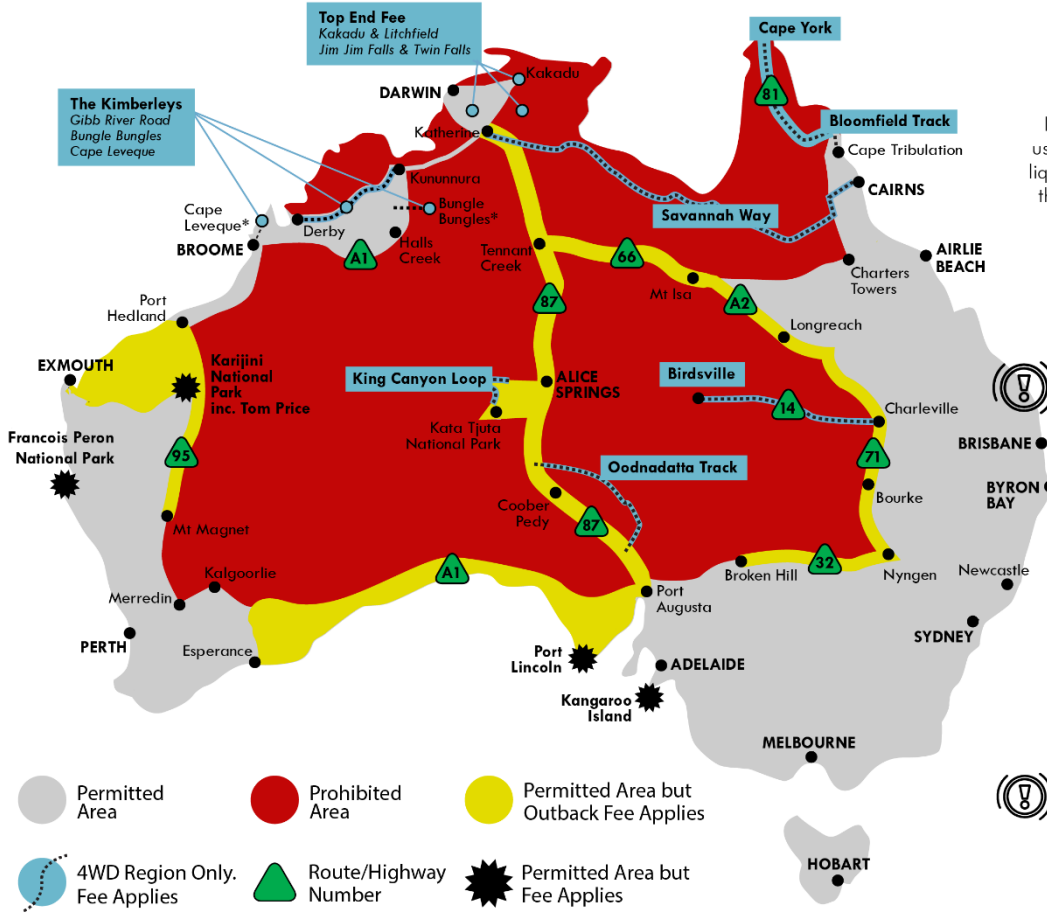 Top End Fee
Kakadu & Litchfield
Jim Jim Falls & Twin Falls
Cape York
The Kimberleys
Gibb River Road
Bungle Bungles
Cape Leveque
DARWIN
Kakadu
81
Bloomfield Track
Katherine
Cape Tribulation
us
liq
th
Kununnura
CAIRNS
Cape
Leveque*
Bungle
Bungles*
Savannah Way
Derby
BROOME
Halls
Creek
A1
Tennant
Creek
66
AIRLIE
BEACH
Charters
Towers
Mt Isa
87
A2
Port
Hedland
Longreach
EXMOUTH
Karijini
National
Park
inc. Tom Price
King Canyon Loop
ALICE
SPRINGS
Birdsville
14
Charleville
Kata Tjuta
National Park
Francois Peron
National Park
95
71
BRISBANE
Oodnadatta Track
Bourke
BYRON
BAY
Coober
Pedy
87
Mt Magnet
32
Broken Hill
Nyngen
Kalgoorlie
A1
Newcastle
Merredin
Port
Augusta
PERTH
SYDNEY
Esperance
Port
Lincoln
ADELAIDE
Kangaroo
Island
MELBOURNE
Permitted
Area
Prohibited
Area
Permitted Area but
Outback Fee Applies
4WD Region Only.
Fee Applies
Route/Highway
Number
Permitted Area but
Fee Applies
HOBART